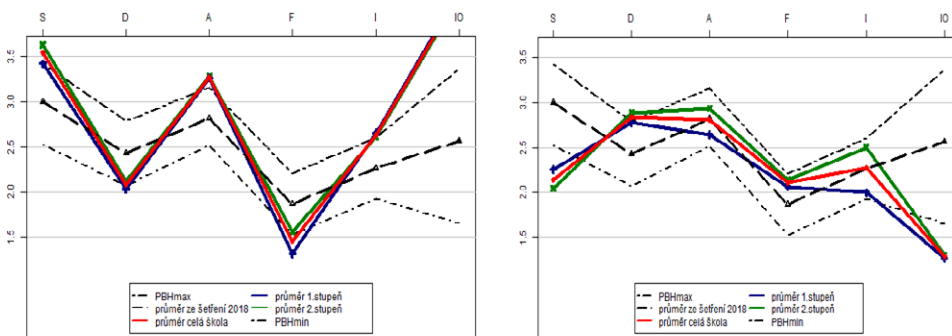 S D A F I IO
3.5
3.0
2.5
2.0
1.5
PBHmax průměr 1.stupeň
průměr ze šetření 2018 průměr 2.stupeň
průměr celá škola PBHmin
S D A F I IO
3.5
3.0
2.5
2.0
1.5
PBHmax průměr 1.stupeň
průměr ze šetření 2018 průměr 2.stupeň
průměr celá škola PBHmin